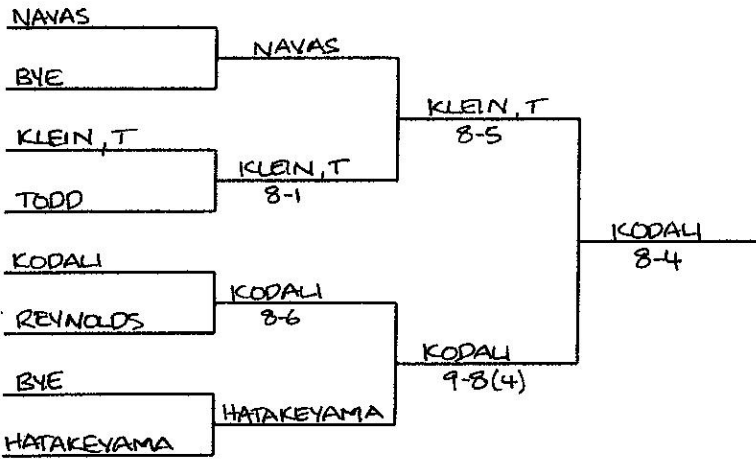 NAVAS
BYE
KLEIN, T
TODD
KODALI
REYNOLDS
BYE
HATAKEYAMA
NAVAS
KLEIN, T
8-1
KODALI
8-6
HATAKEYAMA
KLEIN, T
8-5
KODALI
9-8(4)
KODALI
8-4